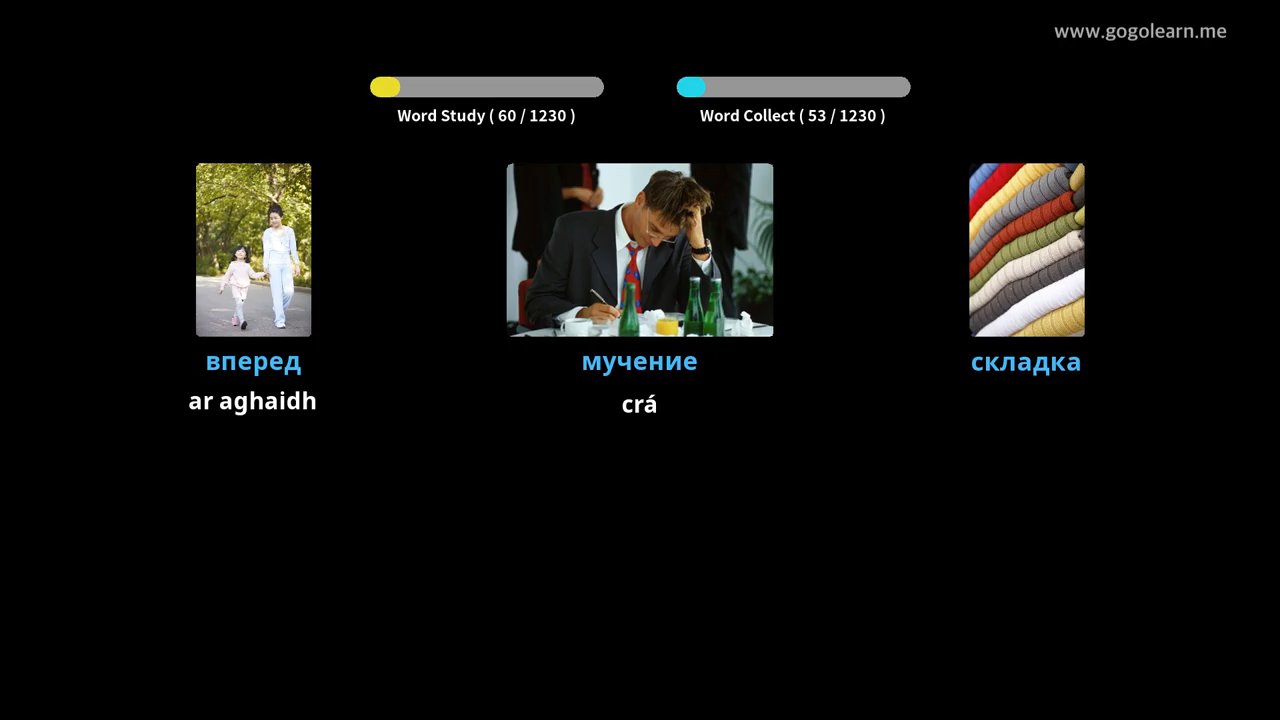 www.gogolearn.me
Word Study ( 60 / 1230 )
Word Collect ( 53 / 1230 )
вперед
мучение
складка
ar aghaidh
crá